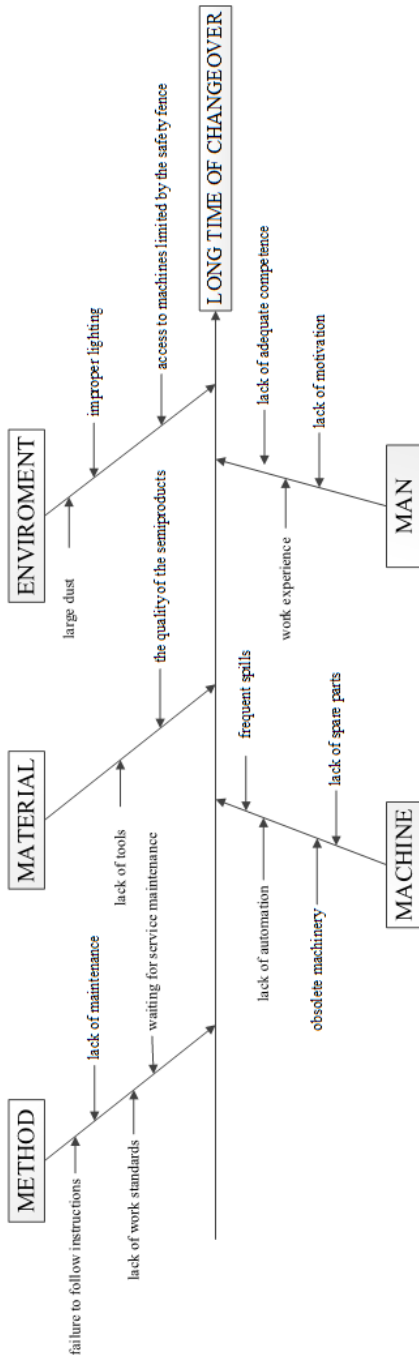 METHOD
failure to follow instructions
lack of maintenance
lack of work standards
waiting for service maintenance
MATERIAL
lack of tools
the quality of the semiproducts
ENVIROMENT
large dust
improper lighting
access to machines limited by the safety fence
LONG TIME OF CHANGEOVER
MACHINE
frequent spills
lack of automation
obsolete machinery
lack of spare parts
MAN
lack of adequate competence
work experience
lack of motivation